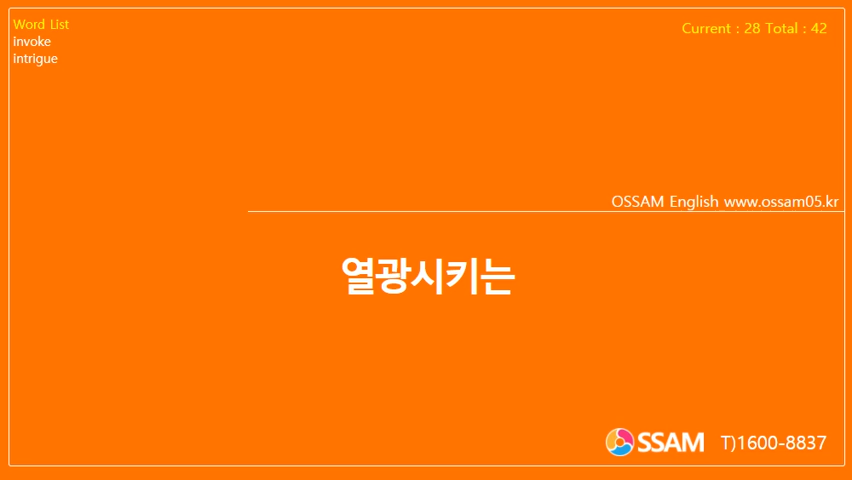 Word List
invoke
intrigue
Current : 28 Total : 42
OSSAM English www.ossam05.kr
열광시키는
OSSAM T)1600-8837